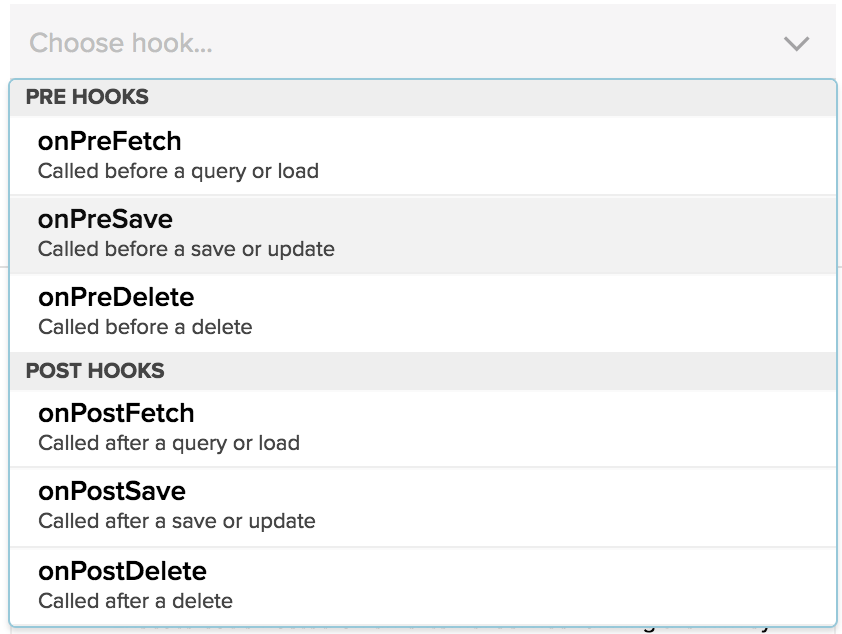 Choose hook...
PRE HOOKS
onPreFetch
Called before a query or load
onPreSave
Called before a save or update
onPreDelete
Called before a delete
POST HOOKS
onPostFetch
Called after a query or load
onPostSave
Called after a save or update
onPostDelete
Called after a delete